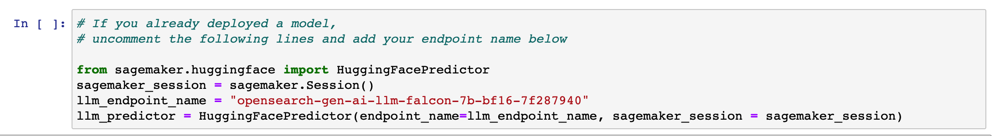 In [ ]:
# If you already deployed a model,
# uncomment the following lines and add your endpoint name below
from sagemaker.huggingface import HuggingFacePredictor
sagemaker_session = sagemaker.Session()
llm_endpoint_name = "opensearch-gen-ai-llm-falcon-7b-bf16-7f287940"
llm_predictor = HuggingFacePredictor(endpoint_name=llm_endpoint_name, sagemaker_session = sagemaker_session)